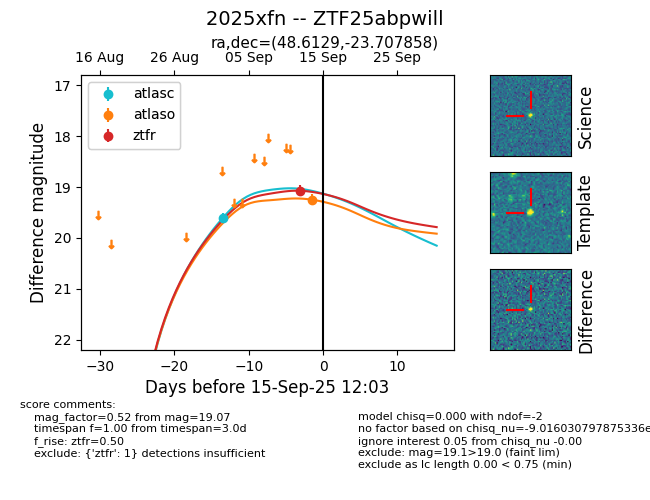 2025xfn -- ZTF25abpwill
ra,dec=(48.6129,-23.707858)
16 Aug 26 Aug 05 Sep 15 Sep 25 Sep
atlasc
atlaso
ztfr
17
18
19
20
21
22
Difference magnitude
−30 −20 −10 0 10
Days before 15-Sep-25 12:03
Science
Template
Difference
score comments:
mag_factor=0.52 from mag=19.07
timespan f=1.00 from timespan=3.0d
f_rise: ztfr=0.50
exclude: {'ztfr': 1} detections insufficient
model chisq=0.000 with ndof=-2
no factor based on chisq_nu=-9.016030797875336e
ignore interest 0.05 from chisq_nu -0.00
exclude: mag=19.1>19.0 (faint lim)
exclude as lc length 0.00 < 0.75 (min)